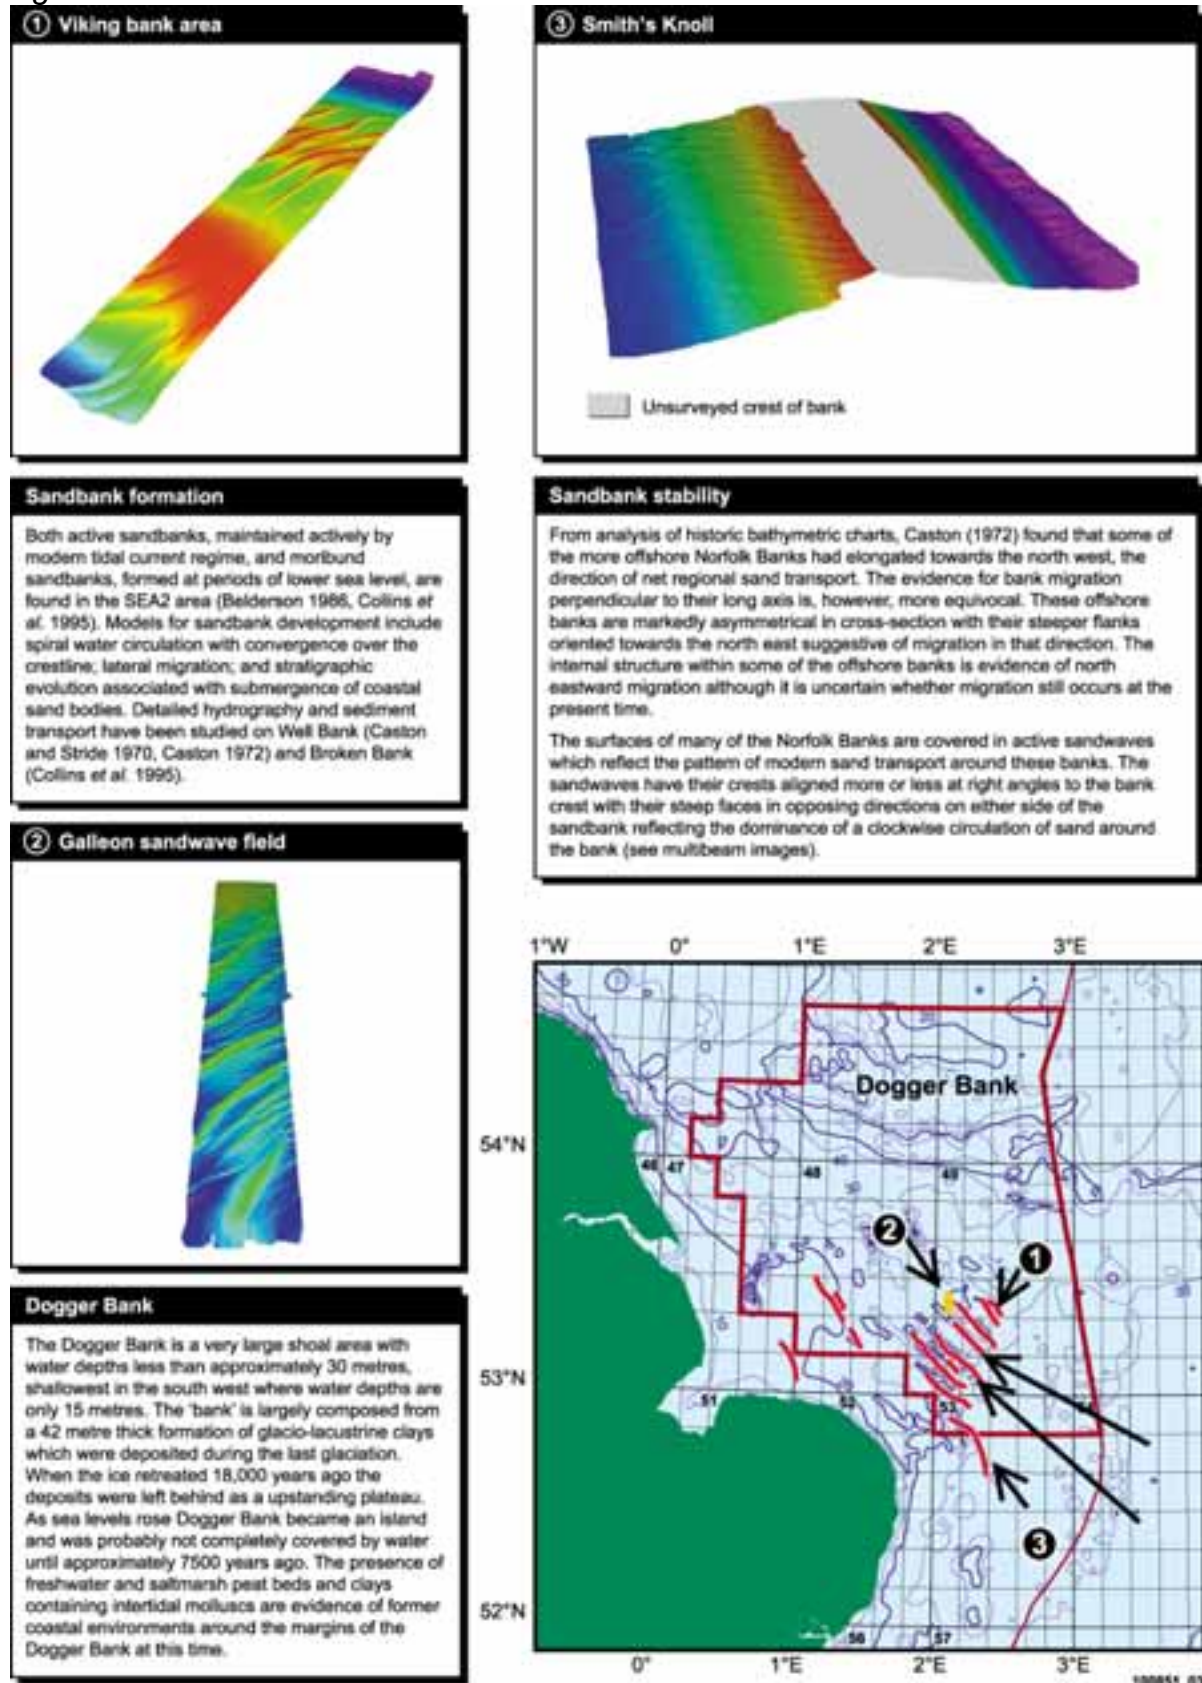 ① Viking bank area
Sandbank formation
Both active sandbanks, maintained actively by
modern tidal current regime, and moribund
sandbanks, formed at periods of lower sea level, are
found in the SEA2 area (Belderson 1986, Collins et
al. 1995). Models for sandbank development include
spiral water circulation with convergence over the
crestline; lateral migration; and stratigraphic
evolution associated with submergence of coastal
sand bodies. Detailed hydrography and sediment
transport have been studied on Well Bank (Caston
and Stride 1970, Caston 1972) and Broken Bank
(Collins et al. 1995).
② Galleon sandwave field
Dogger Bank
The Dogger Bank is a very large shoal area with
water depths less than approximately 30 metres,
shallowest in the south west where water depths are
only 15 metres. The 'bank' is largely composed from
a 42 metre thick formation of glacio-lacustrine clays
which were deposited during the last glaciation.
When the ice retreated 18,000 years ago the
deposits were left behind as a upstanding plateau.
As sea levels rose Dogger Bank became an island
and was probably not completely covered by water
until approximately 7500 years ago. The presence of
freshwater and saltmarsh peat beds and clays
containing intertidal molluscs are evidence of former
coastal environments around the margins of the
Dogger Bank at this time.
③ Smith's Knoll
Unsurveyed crest of bank
Sandbank stability
From analysis of historic bathymetric charts, Caston (1972) found that some of
the more offshore Norfolk Banks had elongated towards the north west, the
direction of net regional sand transport. The evidence for bank migration
perpendicular to their long axis is, however, more equivocal. These offshore
banks are markedly asymmetrical in cross-section with their steeper flanks
oriented towards the north east suggestive of migration in that direction. The
internal structure within some of the offshore banks is evidence of north
eastward migration although it is uncertain whether migration still occurs at the
present time.
The surfaces of many of the Norfolk Banks are covered in active sandwaves
which reflect the pattern of modern sand transport around these banks. The
sandwaves have their crests aligned more or less at right angles to the bank
crest with their steep faces in opposing directions on either side of the
sandbank reflecting the dominance of a clockwise circulation of sand around
the bank (see multibeam images).
1°W 0° 1°E 2°E 3°E
Dogger Bank
54°N
46 47 48 49
2
1
53°N
51 52 53 54
3
52°N
56 57
0° 1°E 2°E 3°E